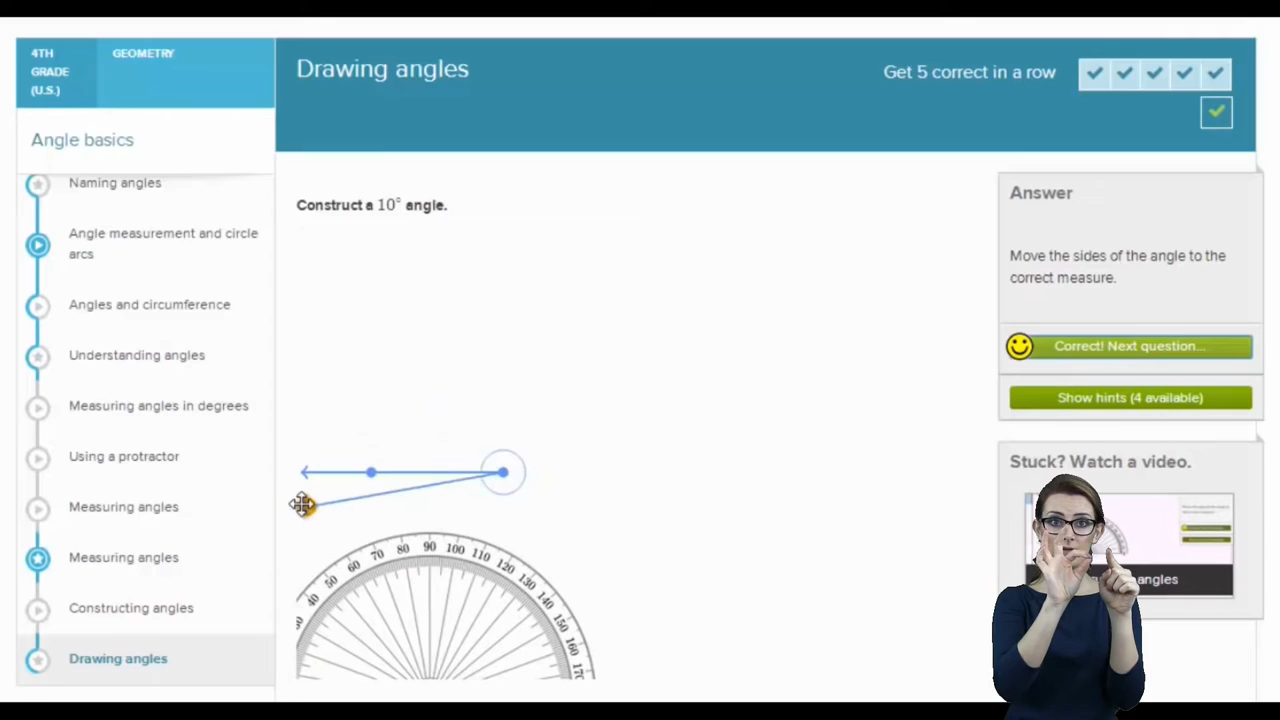 4TH
GRADE
(U.S.)
GEOMETRY
Drawing angles
Get 5 correct in a row
Angle basics
Naming angles
Angle measurement and circle
arcs
Angles and circumference
Understanding angles
Measuring angles in degrees
Using a protractor
Measuring angles
Measuring angles
Constructing angles
Drawing angles
Construct a 10° angle.
40 50 60 70 80 90 100 110 120 130 140 150 160
Answer
Move the sides of the angle to the
correct measure.
Correct! Next question...
Show hints (4 available)
Stuck? Watch a video.
angles